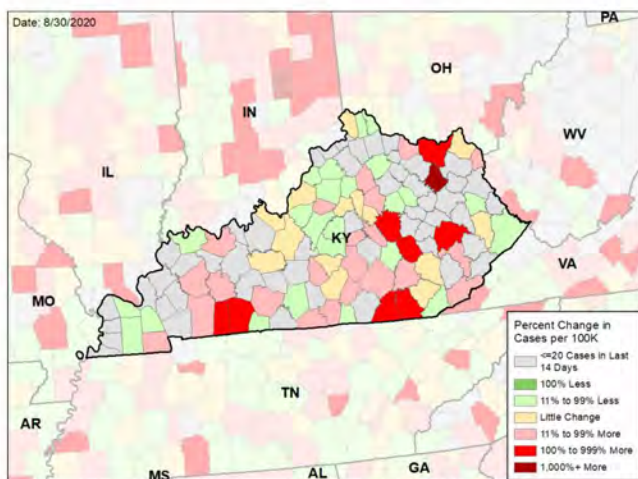 Date: 8/30/2020
PA
OH
IN
WV
IL
KY
VA
MO
TN
AR
MS
AL
GA
Percent Change in
Cases per 100K
<=20 Cases in Last
14 Days
100% Less
11% to 99% Less
Little Change
11% to 99% More
100% to 999% More
1,000%+ More